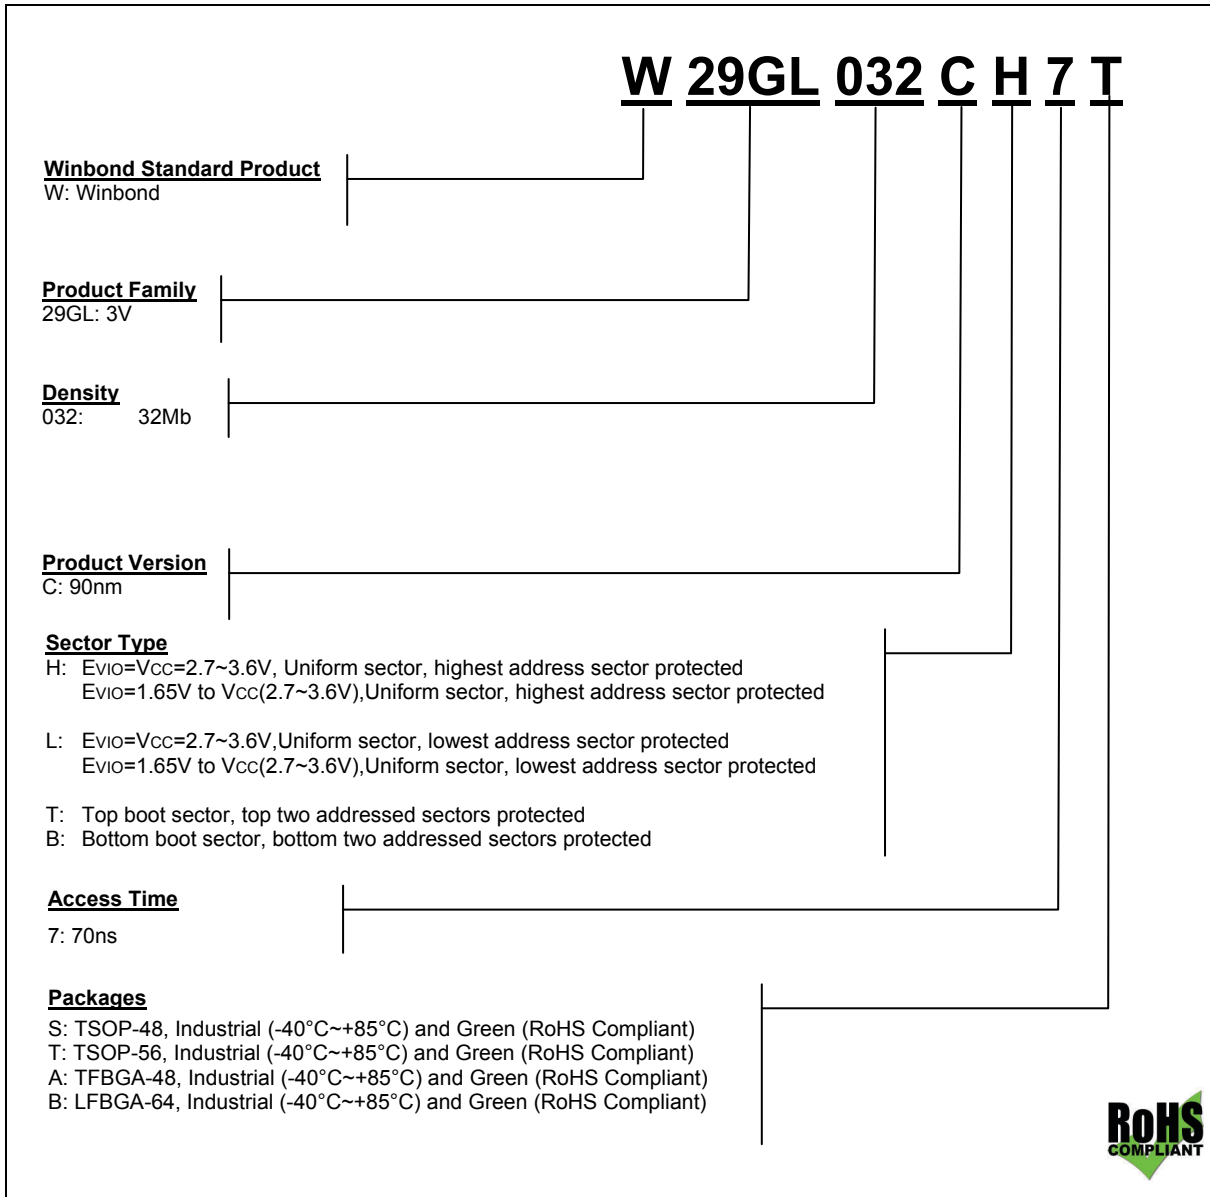 W 29GL 032 C H 7 T
Winbond Standard Product
W: Winbond
Product Family
29GL: 3V
Density
032: 32Mb
Product Version
C: 90nm
Sector Type
H: EVIO=VCC=2.7~3.6V, Uniform sector, highest address sector protected
EVIO=1.65V to VCC(2.7~3.6V),Uniform sector, highest address sector protected
L: EVIO=VCC=2.7~3.6V,Uniform sector, lowest address sector protected
EVIO=1.65V to VCC(2.7~3.6V),Uniform sector, lowest address sector protected
T: Top boot sector, top two addressed sectors protected
B: Bottom boot sector, bottom two addressed sectors protected
Access Time
7: 70ns
Packages
S: TSOP-48, Industrial (-40°C~+85°C) and Green (RoHS Compliant)
T: TSOP-56, Industrial (-40°C~+85°C) and Green (RoHS Compliant)
A: TFBGA-48, Industrial (-40°C~+85°C) and Green (RoHS Compliant)
B: LFBGA-64, Industrial (-40°C~+85°C) and Green (RoHS Compliant)
RoHS
COMPLIANT